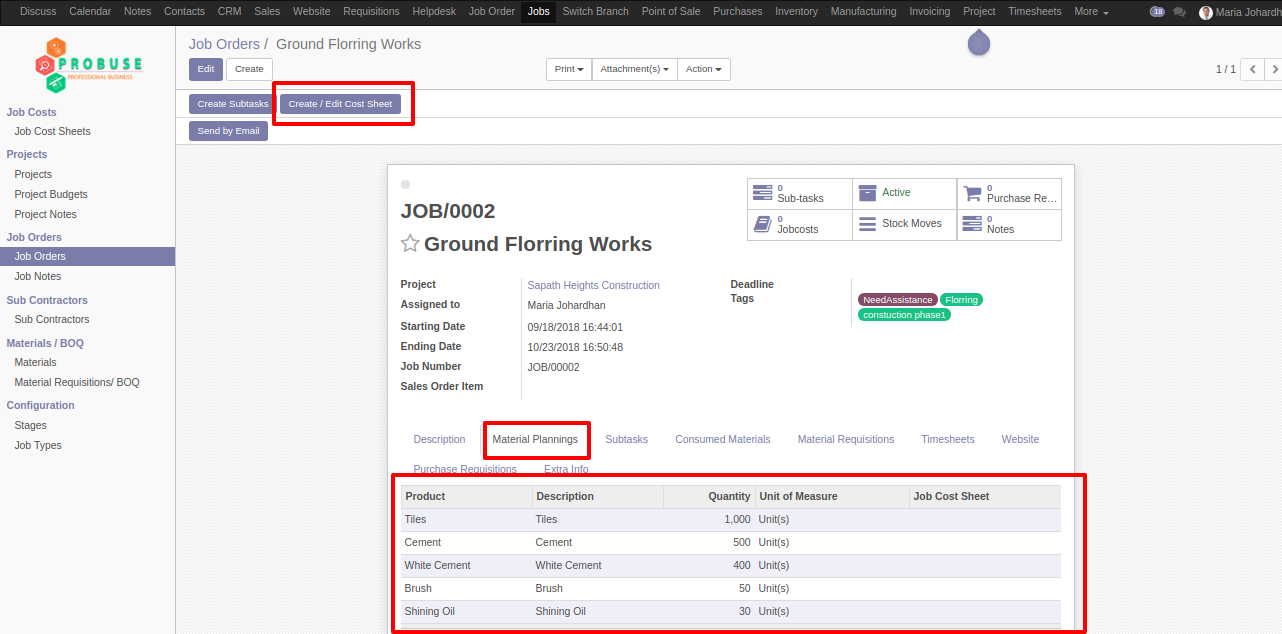 Discuss Calendar Notes Contacts CRM Sales Website Requisitions Helpdesk Job Order Jobs Switch Branch Point of Sale Purchases Inventory Manufacturing Invoicing Project Timesheets More 18 Maria Johardh
PROBUSE
PROFESSIONAL BUSINESS
Job Costs
Job Cost Sheets
Projects
Projects
Project Budgets
Project Notes
Job Orders
Job Orders
Job Notes
Sub Contractors
Sub Contractors
Materials / BOQ
Materials
Material Requisitions/ BOQ
Configuration
Stages
Job Types
Job Orders / Ground Florring Works
Edit Create Print Attachment(s) Action 1 / 1
Create Subtasks Create / Edit Cost Sheet
Send by Email
0 Sub-tasks Active 0 Purchase Re...
0 Jobcosts Stock Moves 0 Notes
JOB/0002
Ground Florring Works
Project Sapath Heights Construction
Assigned to Maria Johardhan
Starting Date 09/18/2018 16:44:01
Ending Date 10/23/2018 16:50:48
Job Number JOB/00002
Sales Order Item
Deadline
Tags NeedAssistance Florring
constuction phase1
Description Material Plannings Subtasks Consumed Materials Material Requisitions Timesheets Website
Purchase Requisitions Extra Info
Product Description Quantity Unit of Measure Job Cost Sheet
Tiles Tiles 1,000 Unit(s)
Cement Cement 500 Unit(s)
White Cement White Cement 400 Unit(s)
Brush Brush 50 Unit(s)
Shining Oil Shining Oil 30 Unit(s)